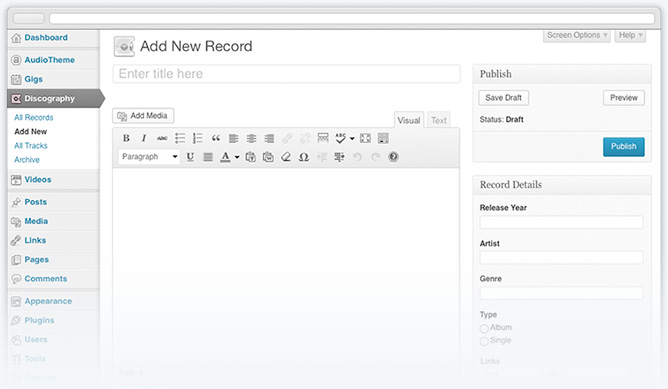 Screen Options ▾ Help ▾
Dashboard
AudioTheme
Gigs
Discography
All Records
Add New
All Tracks
Archive
Videos
Posts
Media
Links
Pages
Comments
Appearance
Plugins
Users
Tools
Add New Record
Enter title here
Add Media
Visual Text
B I ABC ABC
Paragraph U A Ω
Publish
Save Draft Preview
Status: Draft
Publish
Record Details
Release Year
Artist
Genre
Type
Album
Single
Links